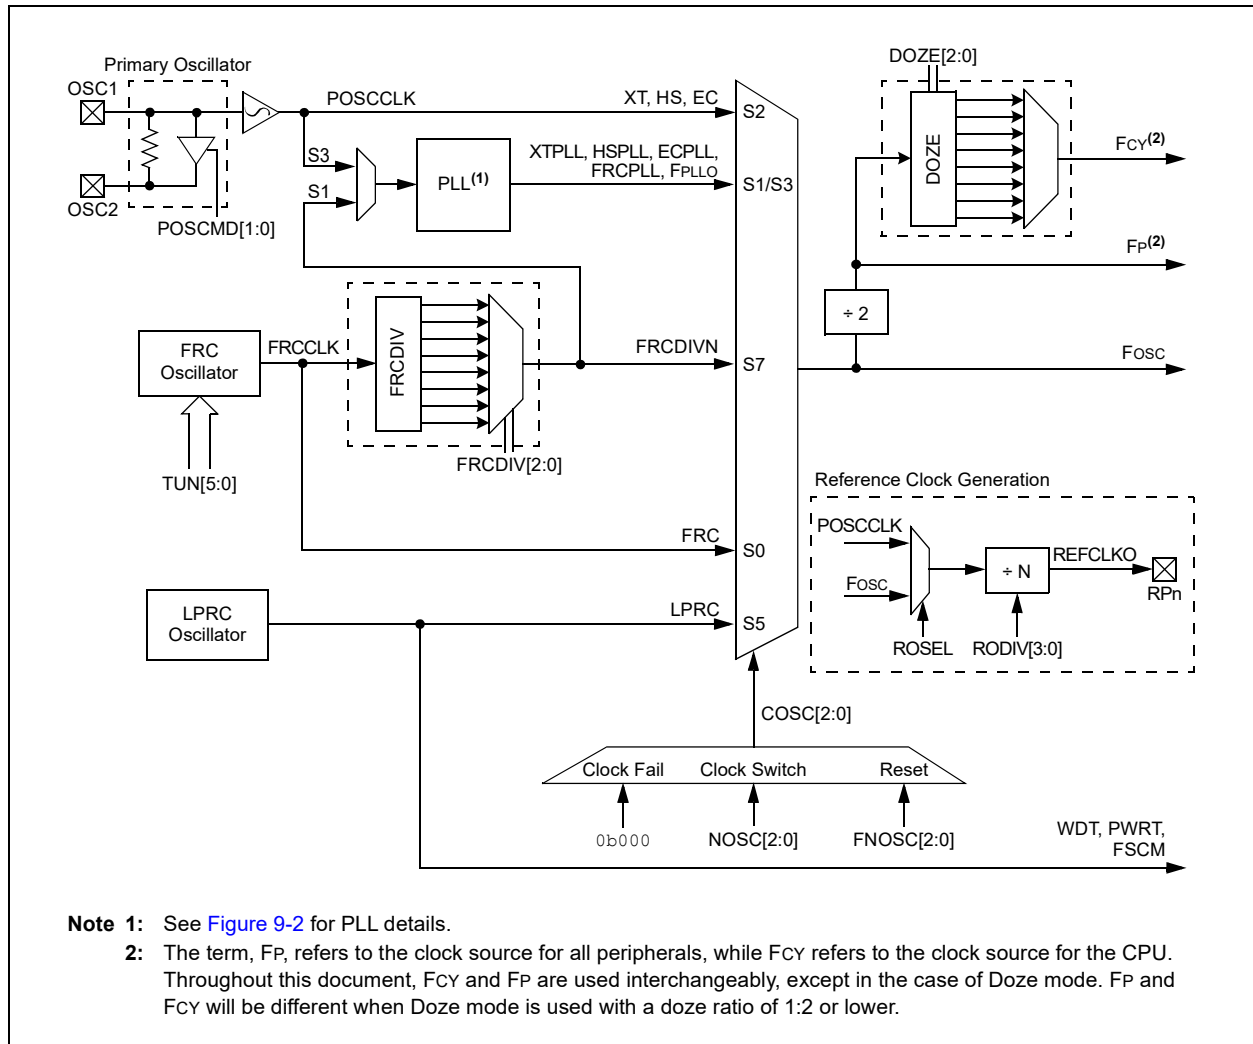 Primary Oscillator
OSC1
OSC2
POSCMD[1:0]
POSCCLK
XT, HS, EC
S2
S3
S1
PLL(1)
XTPLL, HSPLL, ECPLL,
FRCPLL, FPLLO
S1/S3
DOZE[2:0]
DOZE
FCY(2)
FP(2)
÷ 2
FOSC
FRC
Oscillator
FRCCLK
TUN[5:0]
FRCDIV
FRCDIV[2:0]
FRCDIVN
S7
FRC
S0
LPRC
Oscillator
LPRC
S5
Reference Clock Generation
POSCCLK
FOSC
÷ N
REFCLKO
RPn
ROSEL
RODIV[3:0]
COSC[2:0]
Clock Fail
Clock Switch
Reset
0b000
NOSC[2:0]
FNOSC[2:0]
WDT, PWRT,
FSCM
Note 1: See Figure 9-2 for PLL details.
2: The term, FP, refers to the clock source for all peripherals, while FCY refers to the clock source for the CPU.
Throughout this document, FCY and FP are used interchangeably, except in the case of Doze mode. FP and
FCY will be different when Doze mode is used with a doze ratio of 1:2 or lower.